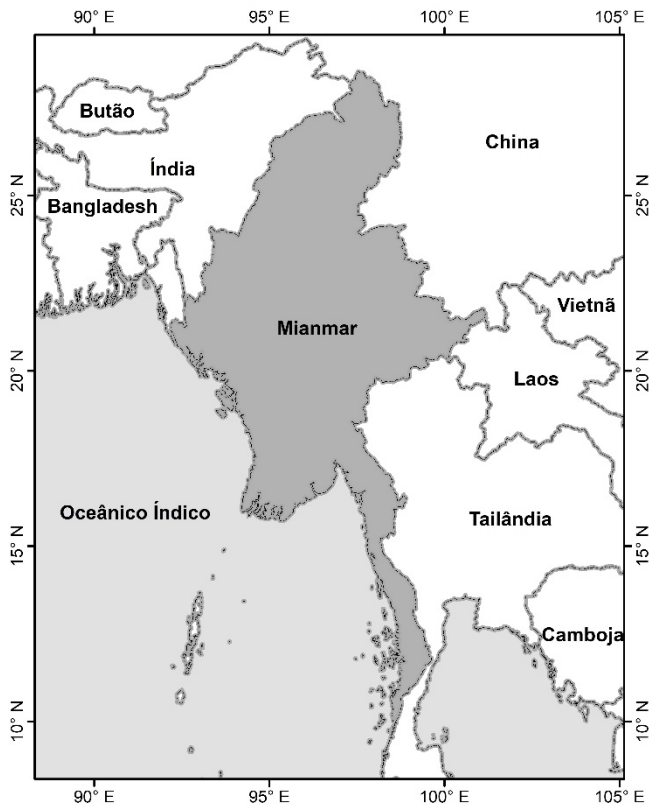 90° E 95° E 100° E 105° E
Butão
China
Índia
25° N 25° N
Bangladesh
Vietnã
Mianmar
20° N 20° N
Laos
Oceânico Índico
Tailândia
15° N 15° N
Camboja
10° N 10° N
90° E 95° E 100° E 105° E